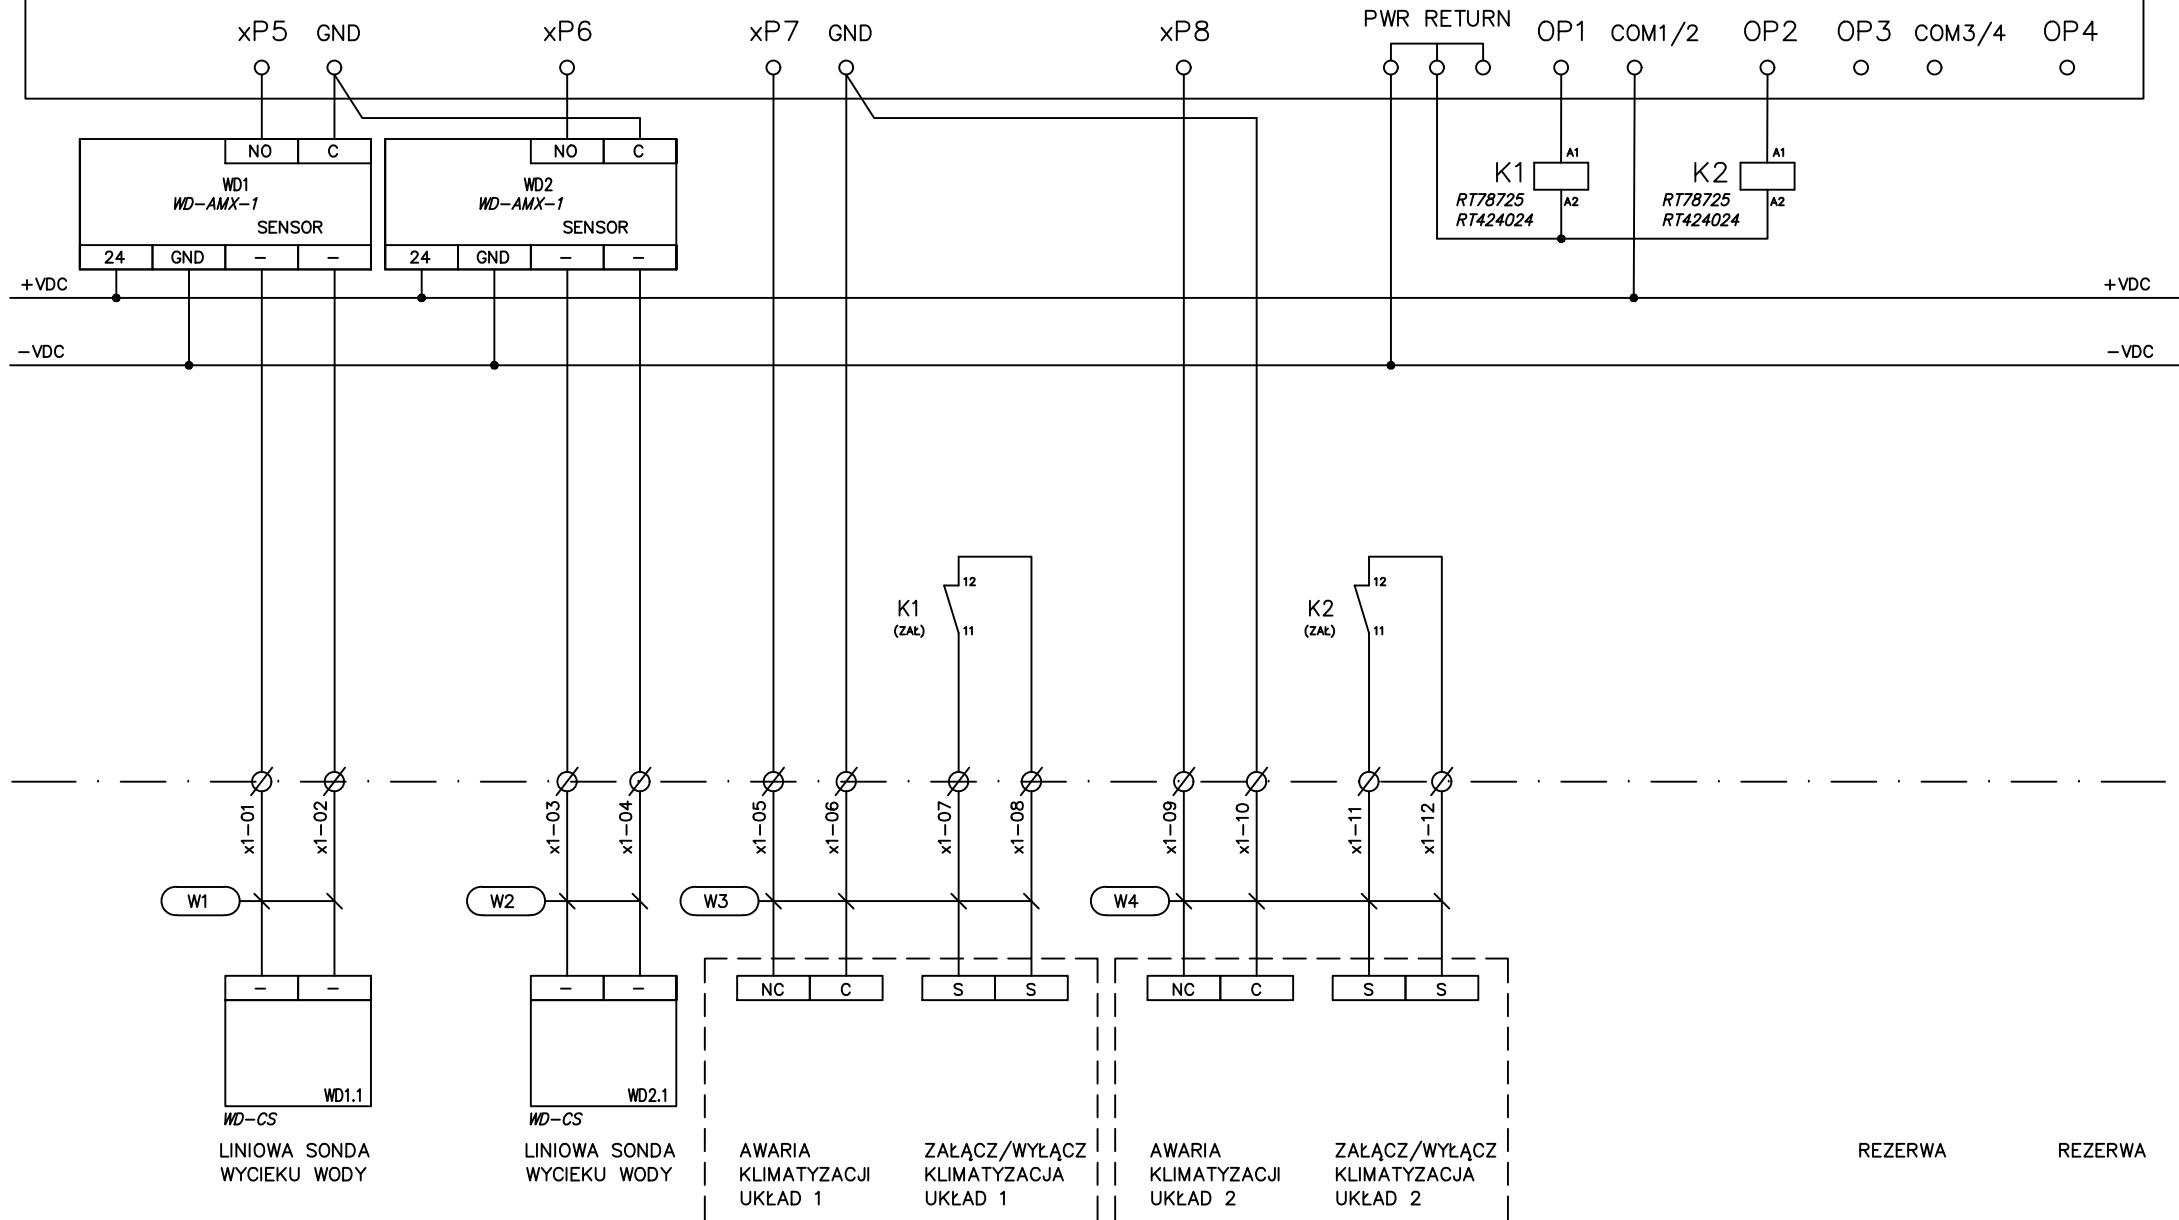 xP5 GND xP6 xP7 GND xP8 PWR RETURN OP1 COM1/2 OP2 OP3 COM3/4 OP4
NO C NO C
WD1
WD-AMX-1
SENSOR
WD2
WD-AMX-1
SENSOR
K1
RT78725
RT424024
A1
A2
K2
RT78725
RT424024
A1
A2
24 GND - - 24 GND - -
+VDC +VDC
-VDC -VDC
K1
(ZAŁ)
12
11
K2
(ZAŁ)
12
11
x1-01 x1-02 x1-03 x1-04 x1-05 x1-06 x1-07 x1-08 x1-09 x1-10 x1-11 x1-12
W1 W2 W3 W4
- - - - NC C S S NC C S S
WD1.1
WD-CS
LINIOWA SONDA
WYCIEKU WODY
WD2.1
WD-CS
LINIOWA SONDA
WYCIEKU WODY
AWARIA
KLIMATYZACJI
UKŁAD 1
ZAŁĄCZ/WYŁĄCZ
KLIMATYZACJA
UKŁAD 1
AWARIA
KLIMATYZACJI
UKŁAD 2
ZAŁĄCZ/WYŁĄCZ
KLIMATYZACJA
UKŁAD 2
REZERWA
REZERWA